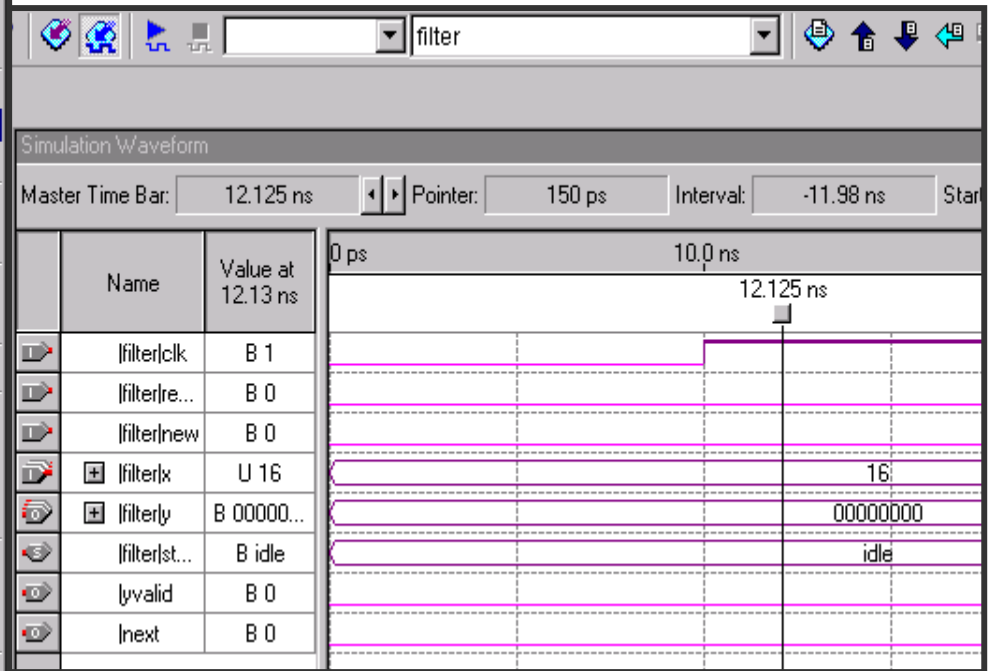 filter
Simulation Waveform
Master Time Bar: 12.125 ns Pointer: 150 ps Interval: -11.98 ns Start
Name Value at 12.13 ns 0 ps 10.0 ns
12.125 ns
|filter|clk B 1
|filter|re... B 0
|filter|new B 0
|filter|x U 16 16
|filter|y B 00000... 00000000
|filter|st... B idle idle
|yvalid B 0
|next B 0